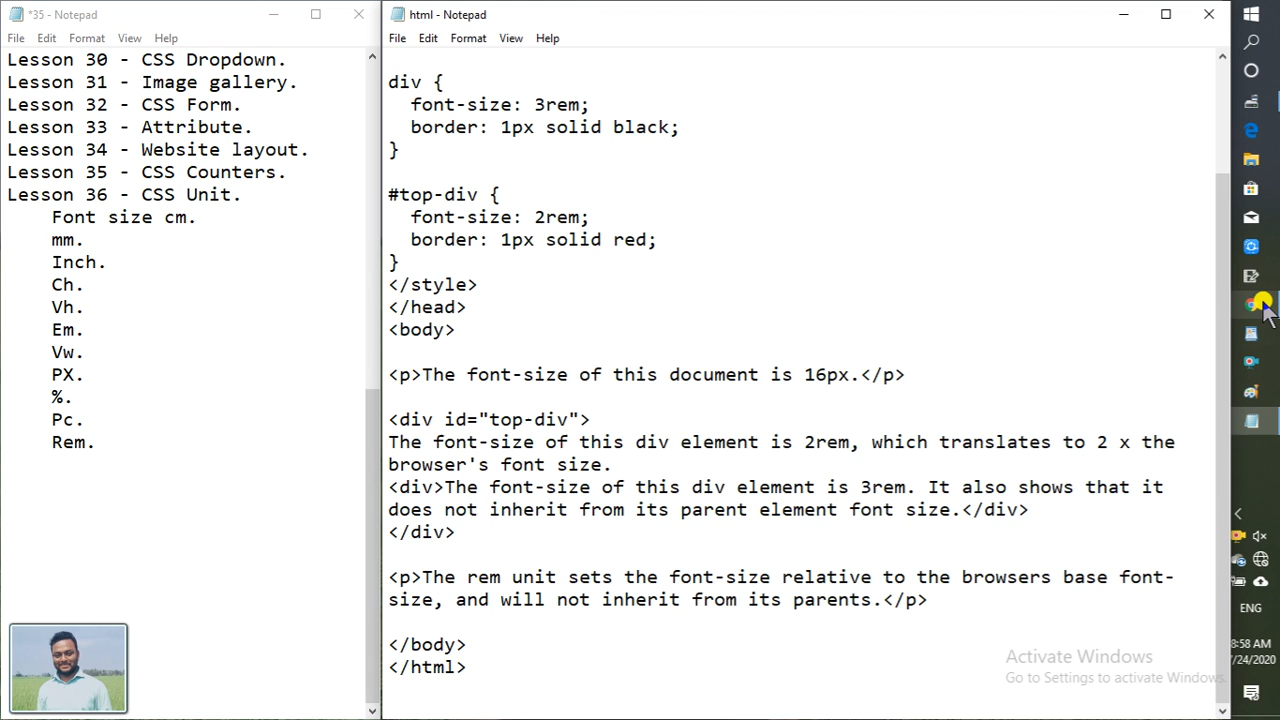 *35 - Notepad
File Edit Format View Help
Lesson 30 - CSS Dropdown.
Lesson 31 - Image gallery.
Lesson 32 - CSS Form.
Lesson 33 - Attribute.
Lesson 34 - Website layout.
Lesson 35 - CSS Counters.
Lesson 36 - CSS Unit.
Font size cm.
mm.
Inch.
Ch.
Vh.
Em.
Vw.
PX.
%.
Pc.
Rem.
html - Notepad
File Edit Format View Help
div {
font-size: 3rem;
border: 1px solid black;
}
#top-div {
font-size: 2rem;
border: 1px solid red;
}
</style>
</head>
<body>
<p>The font-size of this document is 16px.</p>
<div id="top-div">
The font-size of this div element is 2rem, which translates to 2 x the
browser's font size.
<div>The font-size of this div element is 3rem. It also shows that it
does not inherit from its parent element font size.</div>
</div>
<p>The rem unit sets the font-size relative to the browsers base font-
size, and will not inherit from its parents.</p>
</body>
</html>
Activate Windows
Go to Settings to activate Windows.
ENG
8:58 AM
/24/2020